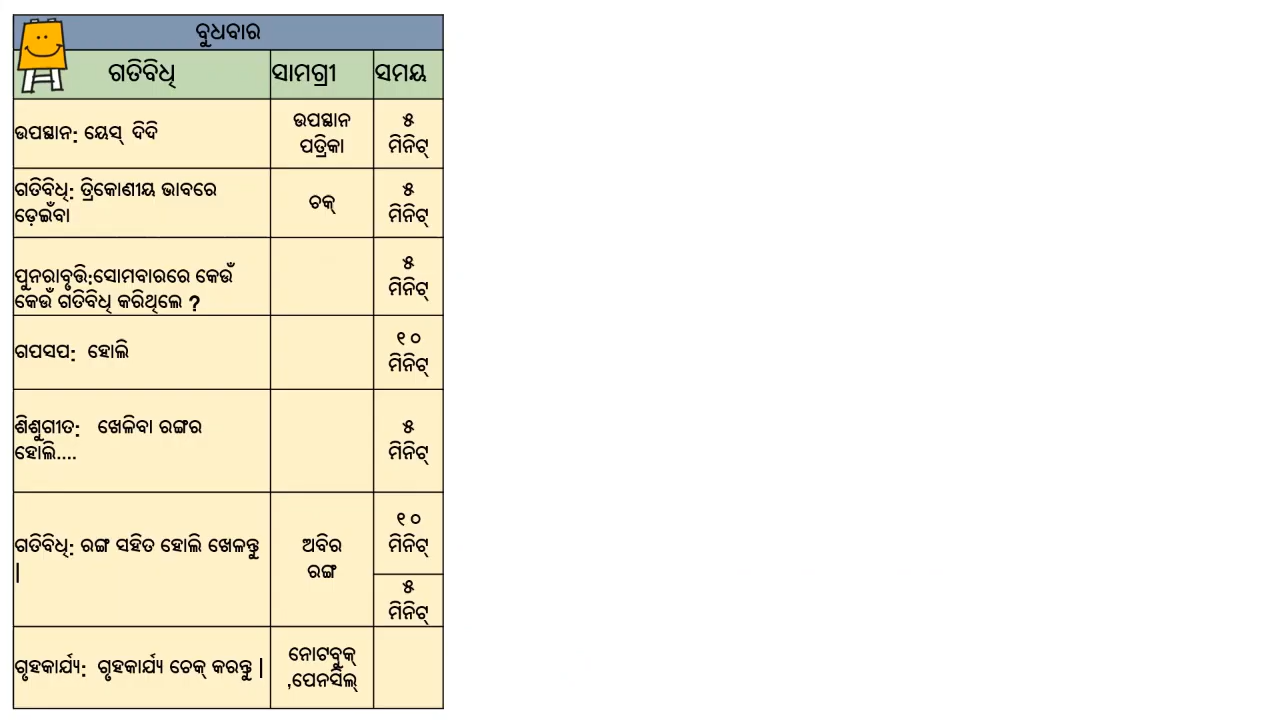 ବୁଧବାର
ଗତିବିଧି ସାମଗ୍ରୀ ସମୟ
ଉପସ୍ଥାନ: ୟେସ୍ ଦିଦି
ଉପସ୍ଥାନ
ପତ୍ରିକା
୫
ମିନିଟ୍
ଗତିବିଧି: ତ୍ରିକୋଣୀୟ ଭାବରେ
ଡ଼େଇଁବା
ଚକ୍
୫
ମିନିଟ୍
ପୁନରାବୃତ୍ତି:ସୋମବାରରେ କେଉଁ
କେଉଁ ଗତିବିଧି କରିଥିଲେ ?
୫
ମିନିଟ୍
ଗପସପ: ହୋଲି
୧୦
ମିନିଟ୍
ଶିଶୁଗୀତ: ଖେଳିବା ରଙ୍ଗର
ହୋଲି....
୫
ମିନିଟ୍
ଗତିବିଧି: ରଙ୍ଗ ସହିତ ହୋଲି ଖେଳନ୍ତୁ
|
ଅବିର
ରଙ୍ଗ
୧୦
ମିନିଟ୍
୫
ମିନିଟ୍
ଗୃହକାର୍ଯ୍ୟ: ଗୃହକାର୍ଯ୍ୟ ଚେକ୍ କରନ୍ତୁ |
ନୋଟବୁକ୍
,ପେନସିଲ୍